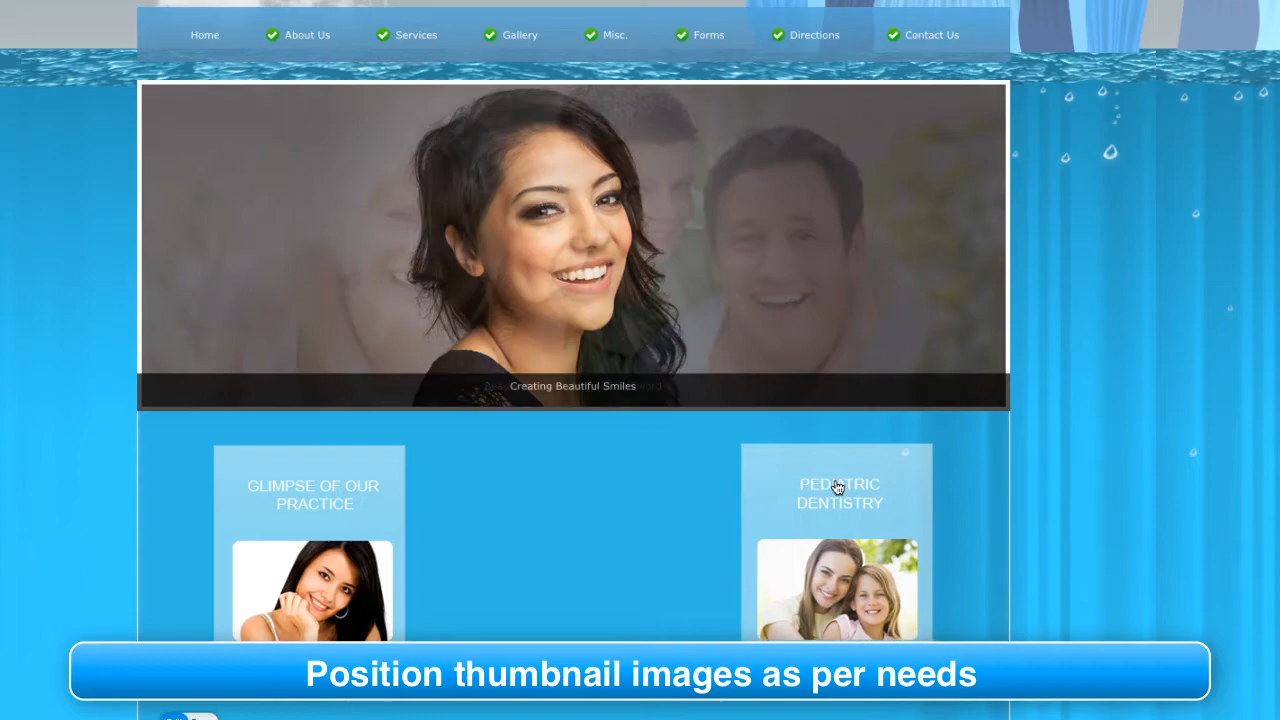 Home About Us Services Gallery Misc. Forms Directions Contact Us
Creating Beautiful Smiles
GLIMPSE OF OUR
PRACTICE
PEDIATRIC
DENTISTRY
Position thumbnail images as per needs